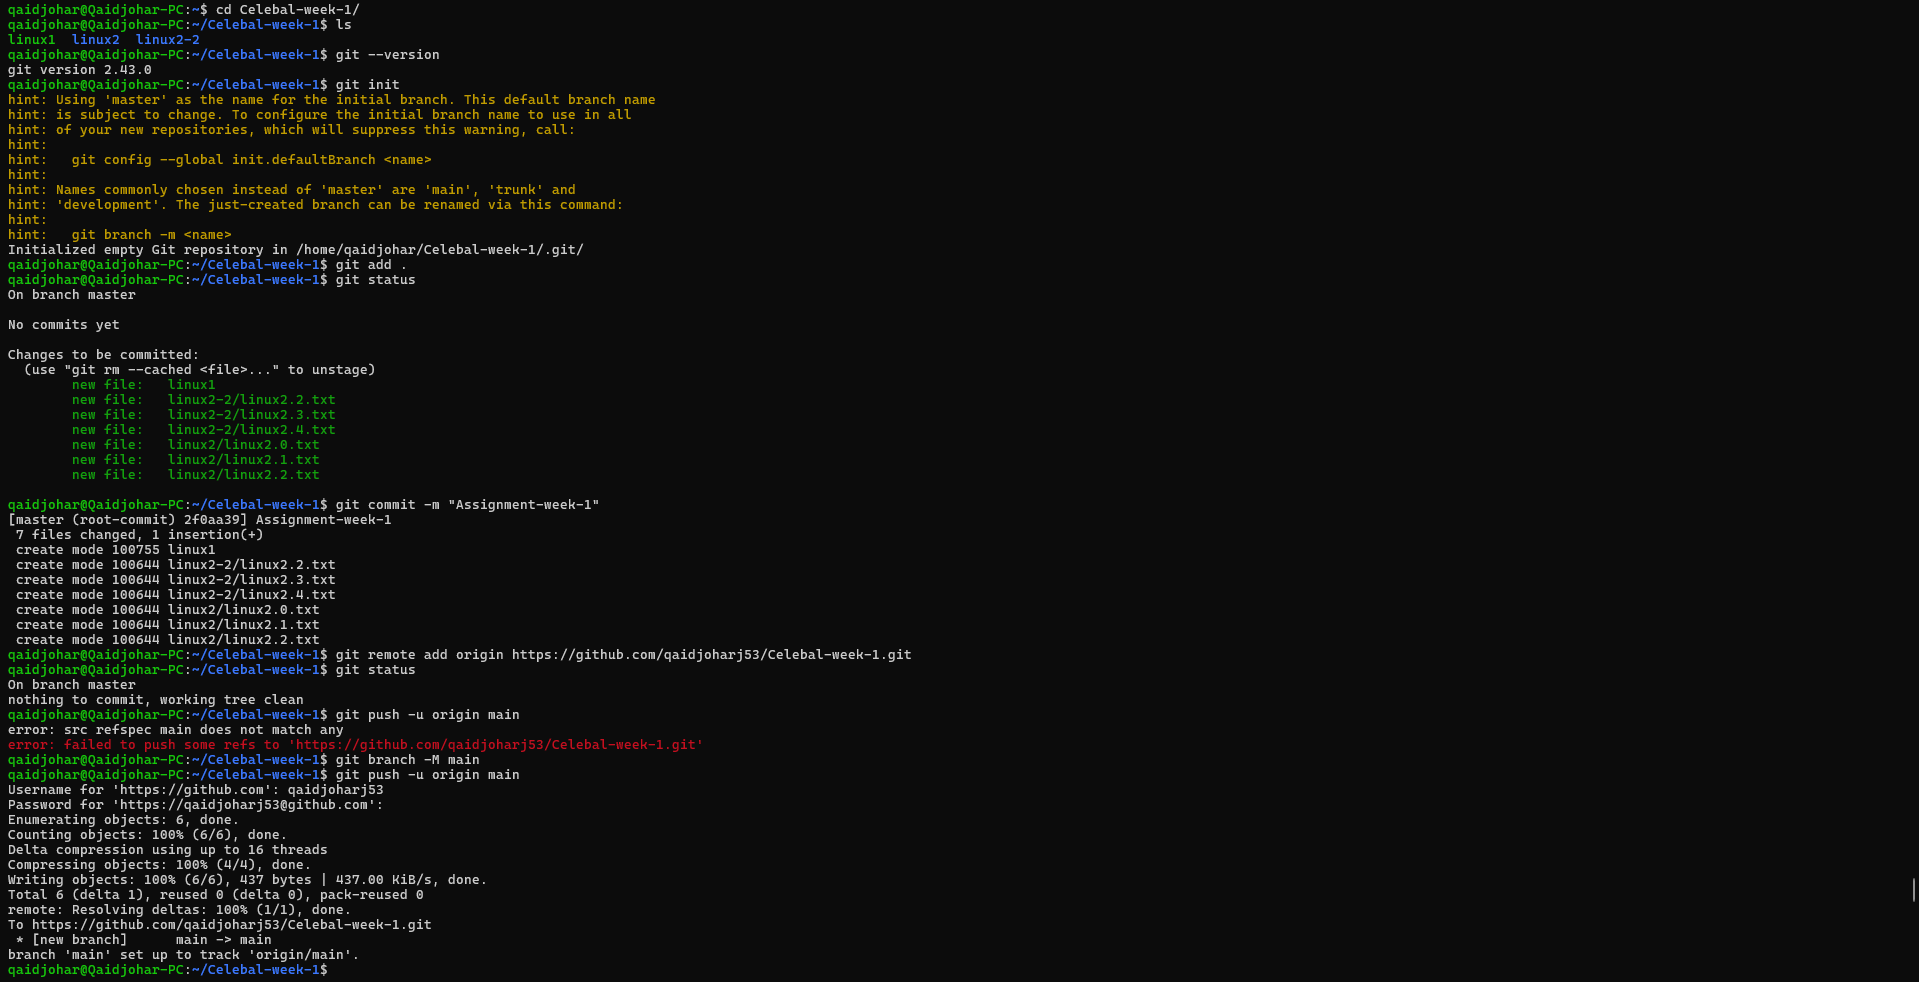 qaidjohar@Qaidjohar-PC:~$ cd Celebal-week-1/
qaidjohar@Qaidjohar-PC:~/Celebal-week-1$ ls
linux1  linux2  linux2-2
qaidjohar@Qaidjohar-PC:~/Celebal-week-1$ git --version
git version 2.43.0
qaidjohar@Qaidjohar-PC:~/Celebal-week-1$ git init
hint: Using 'master' as the name for the initial branch. This default branch name
hint: is subject to change. To configure the initial branch name to use in all
hint: of your new repositories, which will suppress this warning, call:
hint:
hint:   git config --global init.defaultBranch <name>
hint:
hint: Names commonly chosen instead of 'master' are 'main', 'trunk' and
hint: 'development'. The just-created branch can be renamed via this command:
hint:
hint:   git branch -m <name>
Initialized empty Git repository in /home/qaidjohar/Celebal-week-1/.git/
qaidjohar@Qaidjohar-PC:~/Celebal-week-1$ git add .
qaidjohar@Qaidjohar-PC:~/Celebal-week-1$ git status
On branch master

No commits yet

Changes to be committed:
  (use "git rm --cached <file>..." to unstage)
        new file:   linux1
        new file:   linux2-2/linux2.2.txt
        new file:   linux2-2/linux2.3.txt
        new file:   linux2-2/linux2.4.txt
        new file:   linux2/linux2.0.txt
        new file:   linux2/linux2.1.txt
        new file:   linux2/linux2.2.txt

qaidjohar@Qaidjohar-PC:~/Celebal-week-1$ git commit -m "Assignment-week-1"
[master (root-commit) 2f0aa39] Assignment-week-1
 7 files changed, 1 insertion(+)
 create mode 100755 linux1
 create mode 100644 linux2-2/linux2.2.txt
 create mode 100644 linux2-2/linux2.3.txt
 create mode 100644 linux2-2/linux2.4.txt
 create mode 100644 linux2/linux2.0.txt
 create mode 100644 linux2/linux2.1.txt
 create mode 100644 linux2/linux2.2.txt
qaidjohar@Qaidjohar-PC:~/Celebal-week-1$ git remote add origin https://github.com/qaidjoharj53/Celebal-week-1.git
qaidjohar@Qaidjohar-PC:~/Celebal-week-1$ git status
On branch master
nothing to commit, working tree clean
qaidjohar@Qaidjohar-PC:~/Celebal-week-1$ git push -u origin main
error: src refspec main does not match any
error: failed to push some refs to 'https://github.com/qaidjoharj53/Celebal-week-1.git'
qaidjohar@Qaidjohar-PC:~/Celebal-week-1$ git branch -M main
qaidjohar@Qaidjohar-PC:~/Celebal-week-1$ git push -u origin main
Username for 'https://github.com': qaidjoharj53
Password for 'https://qaidjoharj53@github.com':
Enumerating objects: 6, done.
Counting objects: 100% (6/6), done.
Delta compression using up to 16 threads
Compressing objects: 100% (4/4), done.
Writing objects: 100% (6/6), 437 bytes | 437.00 KiB/s, done.
Total 6 (delta 1), reused 0 (delta 0), pack-reused 0
remote: Resolving deltas: 100% (1/1), done.
To https://github.com/qaidjoharj53/Celebal-week-1.git
 * [new branch]      main -> main
branch 'main' set up to track 'origin/main'.
qaidjohar@Qaidjohar-PC:~/Celebal-week-1$